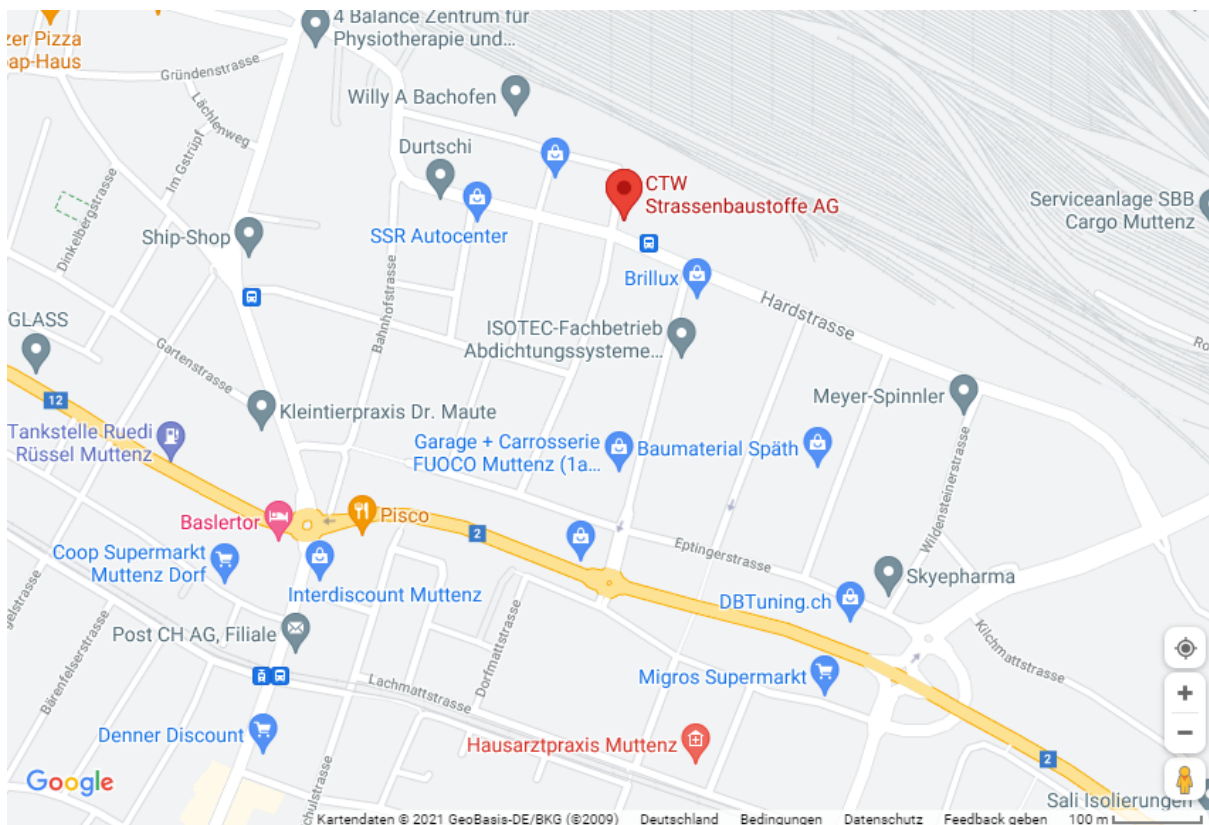 4 Balance Zentrum für
Physiotherapie und...
zer Pizza
ap-Haus
Gründenstrasse
Willy A Bachofen
Lächlenweg
Im Gstrüpf
Durtschi
CTW
Strassenbaustoffe AG
Dinkelbergstrasse
Serviceanlage SBB
Cargo Muttenz
Ship-Shop
SSR Autocenter
Brillux
Hardstrasse
Bahnhofstrasse
GLASS
ISOTEC-Fachbetrieb
Abdichtungssysteme...
Ro
Gartenstrasse
12
Kleintierpraxis Dr. Maute
Meyer-Spinnler
Tankstelle Ruedi
Rüssel Muttenz
Garage + Carrosserie
FUOCO Muttenz (1a...
Baumaterial Späth
Wildensteinerstrasse
Baslertor
Pisco
2
Eptingerstrasse
Coop Supermarkt
Muttenz Dorf
Interdiscount Muttenz
Skyepharma
DBTuning.ch
Post CH AG, Filiale
Kilchmattstrasse
Bärenfelserstrasse
Dorfmattstrasse
Lachmattstrasse
Migros Supermarkt
Denner Discount
Hausarztpraxis Muttenz
2
Google
Sali Isolierungen
Kartendaten © 2021 GeoBasis-DE/BKG (©2009) Deutschland Bedingungen Datenschutz Feedback geben 100 m